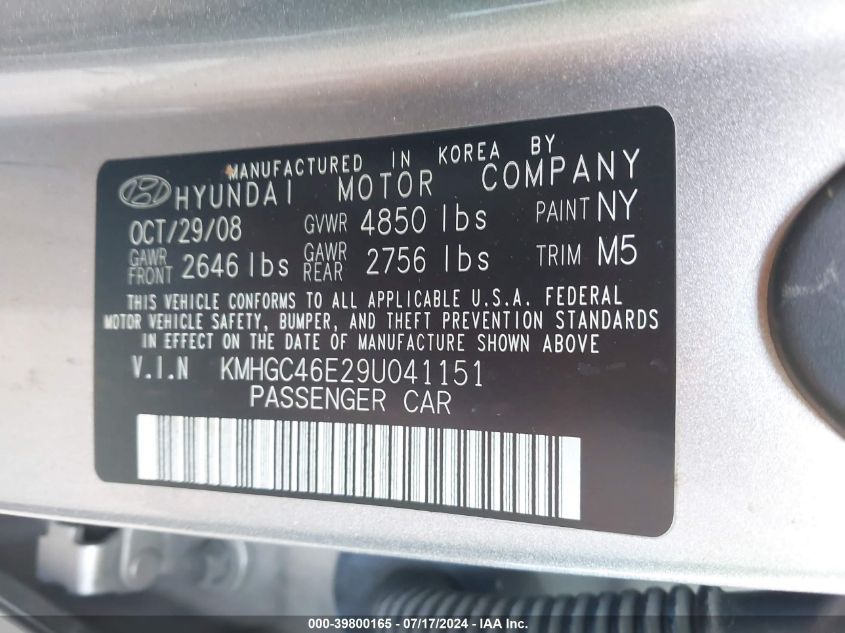 MANUFACTURED IN KOREA BY
HYUNDAI MOTOR COMPANY
OCT/29/08 GVWR 4850 lbs PAINT NY
GAWR FRONT 2646 lbs GAWR REAR 2756 lbs TRIM M5
THIS VEHICLE CONFORMS TO ALL APPLICABLE U.S.A. FEDERAL
MOTOR VEHICLE SAFETY, BUMPER, AND THEFT PREVENTION STANDARDS
IN EFFECT ON THE DATE OF MANUFACTURE SHOWN ABOVE
V.I.N KMHGC46E29U041151
PASSENGER CAR
000-39800165 - 07/17/2024 - IAA Inc.